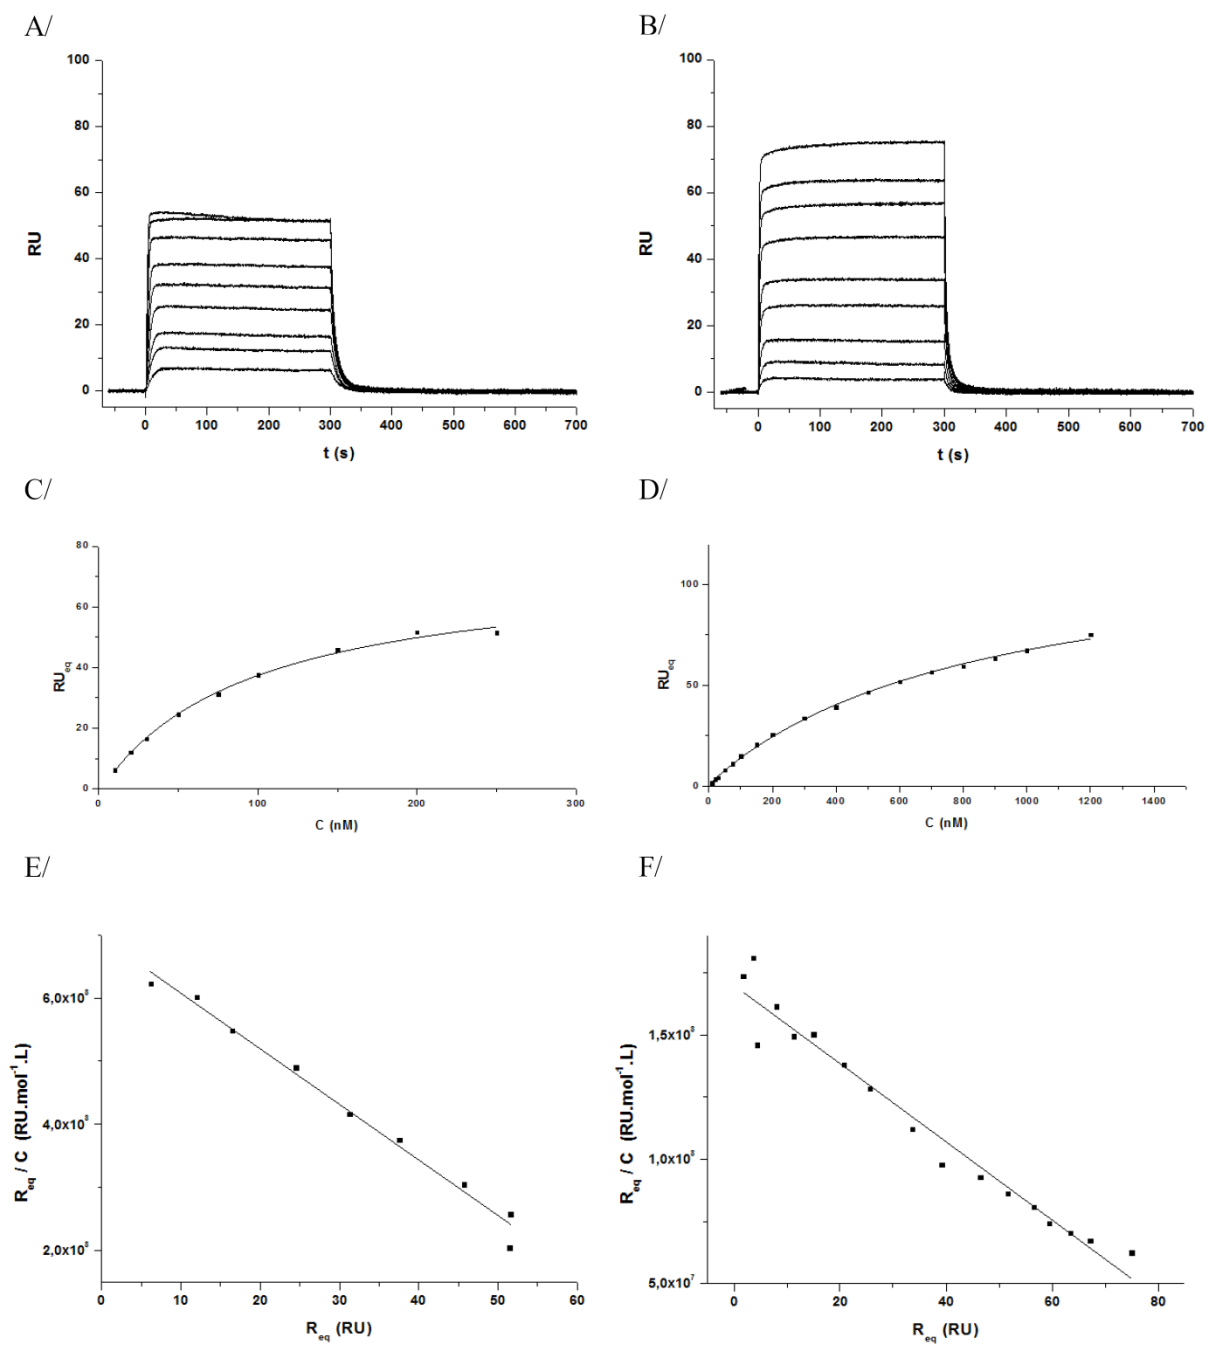 A/
B/
100
80
60
40
20
0
RU
0 100 200 300 400 500 600 700
t (s)
100
80
60
40
20
0
RU
0 100 200 300 400 500 600 700
t (s)
C/
D/
80
60
40
20
0
RUeq
0 100 200 300
C (nM)
100
50
0
RUeq
0 200 400 600 800 1000 1200 1400
C (nM)
E/
F/
6,0x10⁸
4,0x10⁸
2,0x10⁸
Req / C (RU.mol⁻¹.L)
0 10 20 30 40 50 60
Req (RU)
1,5x10⁸
1,0x10⁸
5,0x10⁷
Req / C (RU.mol⁻¹.L)
0 20 40 60 80
Req (RU)